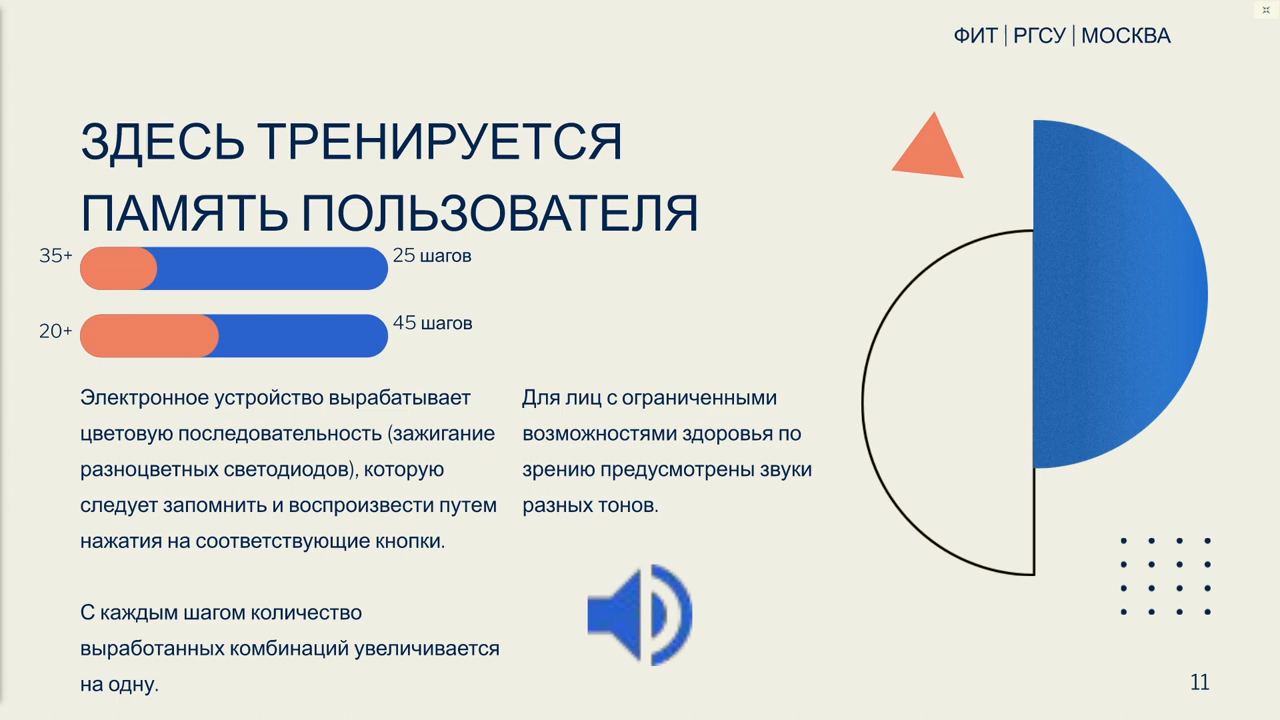 ФИТ | РГСУ | МОСКВА
ЗДЕСЬ ТРЕНИРУЕТСЯ
ПАМЯТЬ ПОЛЬЗОВАТЕЛЯ
35+
25 шагов
20+
45 шагов
Электронное устройство вырабатывает
цветовую последовательность (зажигание
разноцветных светодиодов), которую
следует запомнить и воспроизвести путем
нажатия на соответствующие кнопки.
С каждым шагом количество
выработанных комбинаций увеличивается
на одну.
Для лиц с ограниченными
возможностями здоровья по
зрению предусмотрены звуки
разных тонов.
11